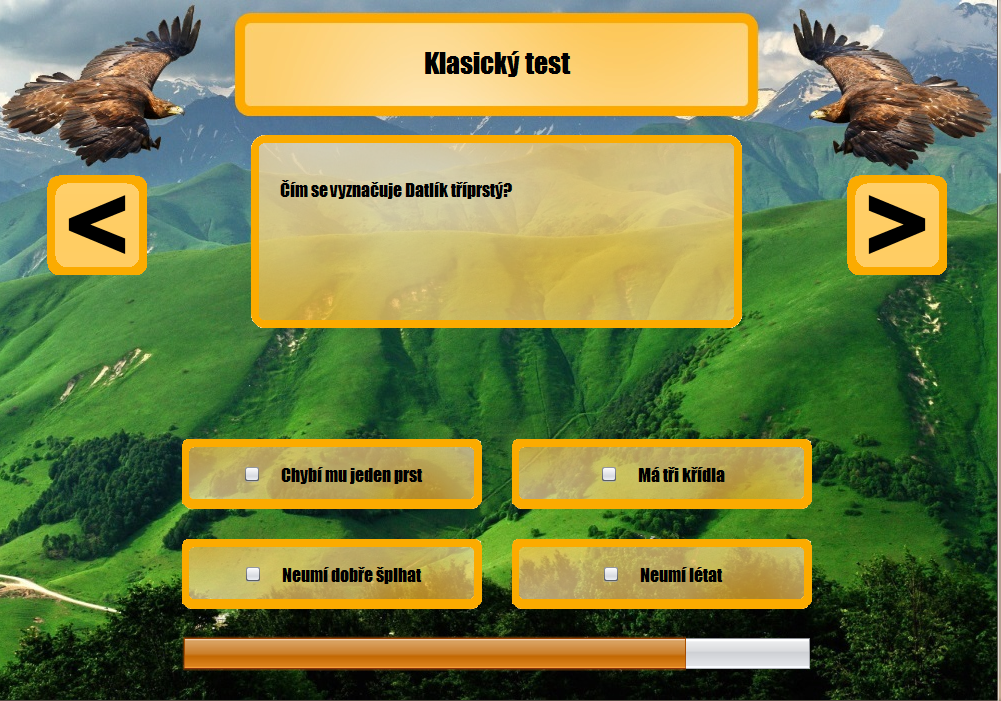 Klasický test
Čím se vyznačuje Datlík tříprstý?
<
>
Chybí mu jeden prst
Má tři křídla
Neumí dobře šplhat
Neumí létat